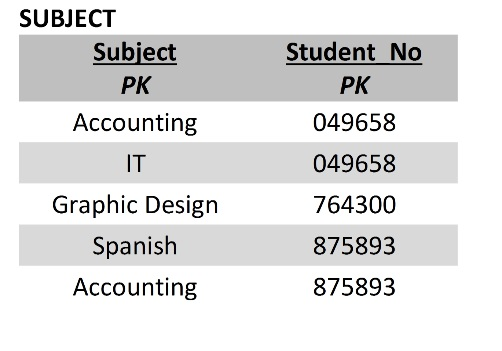 SUBJECT
Subject Student_No
PK PK
Accounting 049658
IT 049658
Graphic Design 764300
Spanish 875893
Accounting 875893